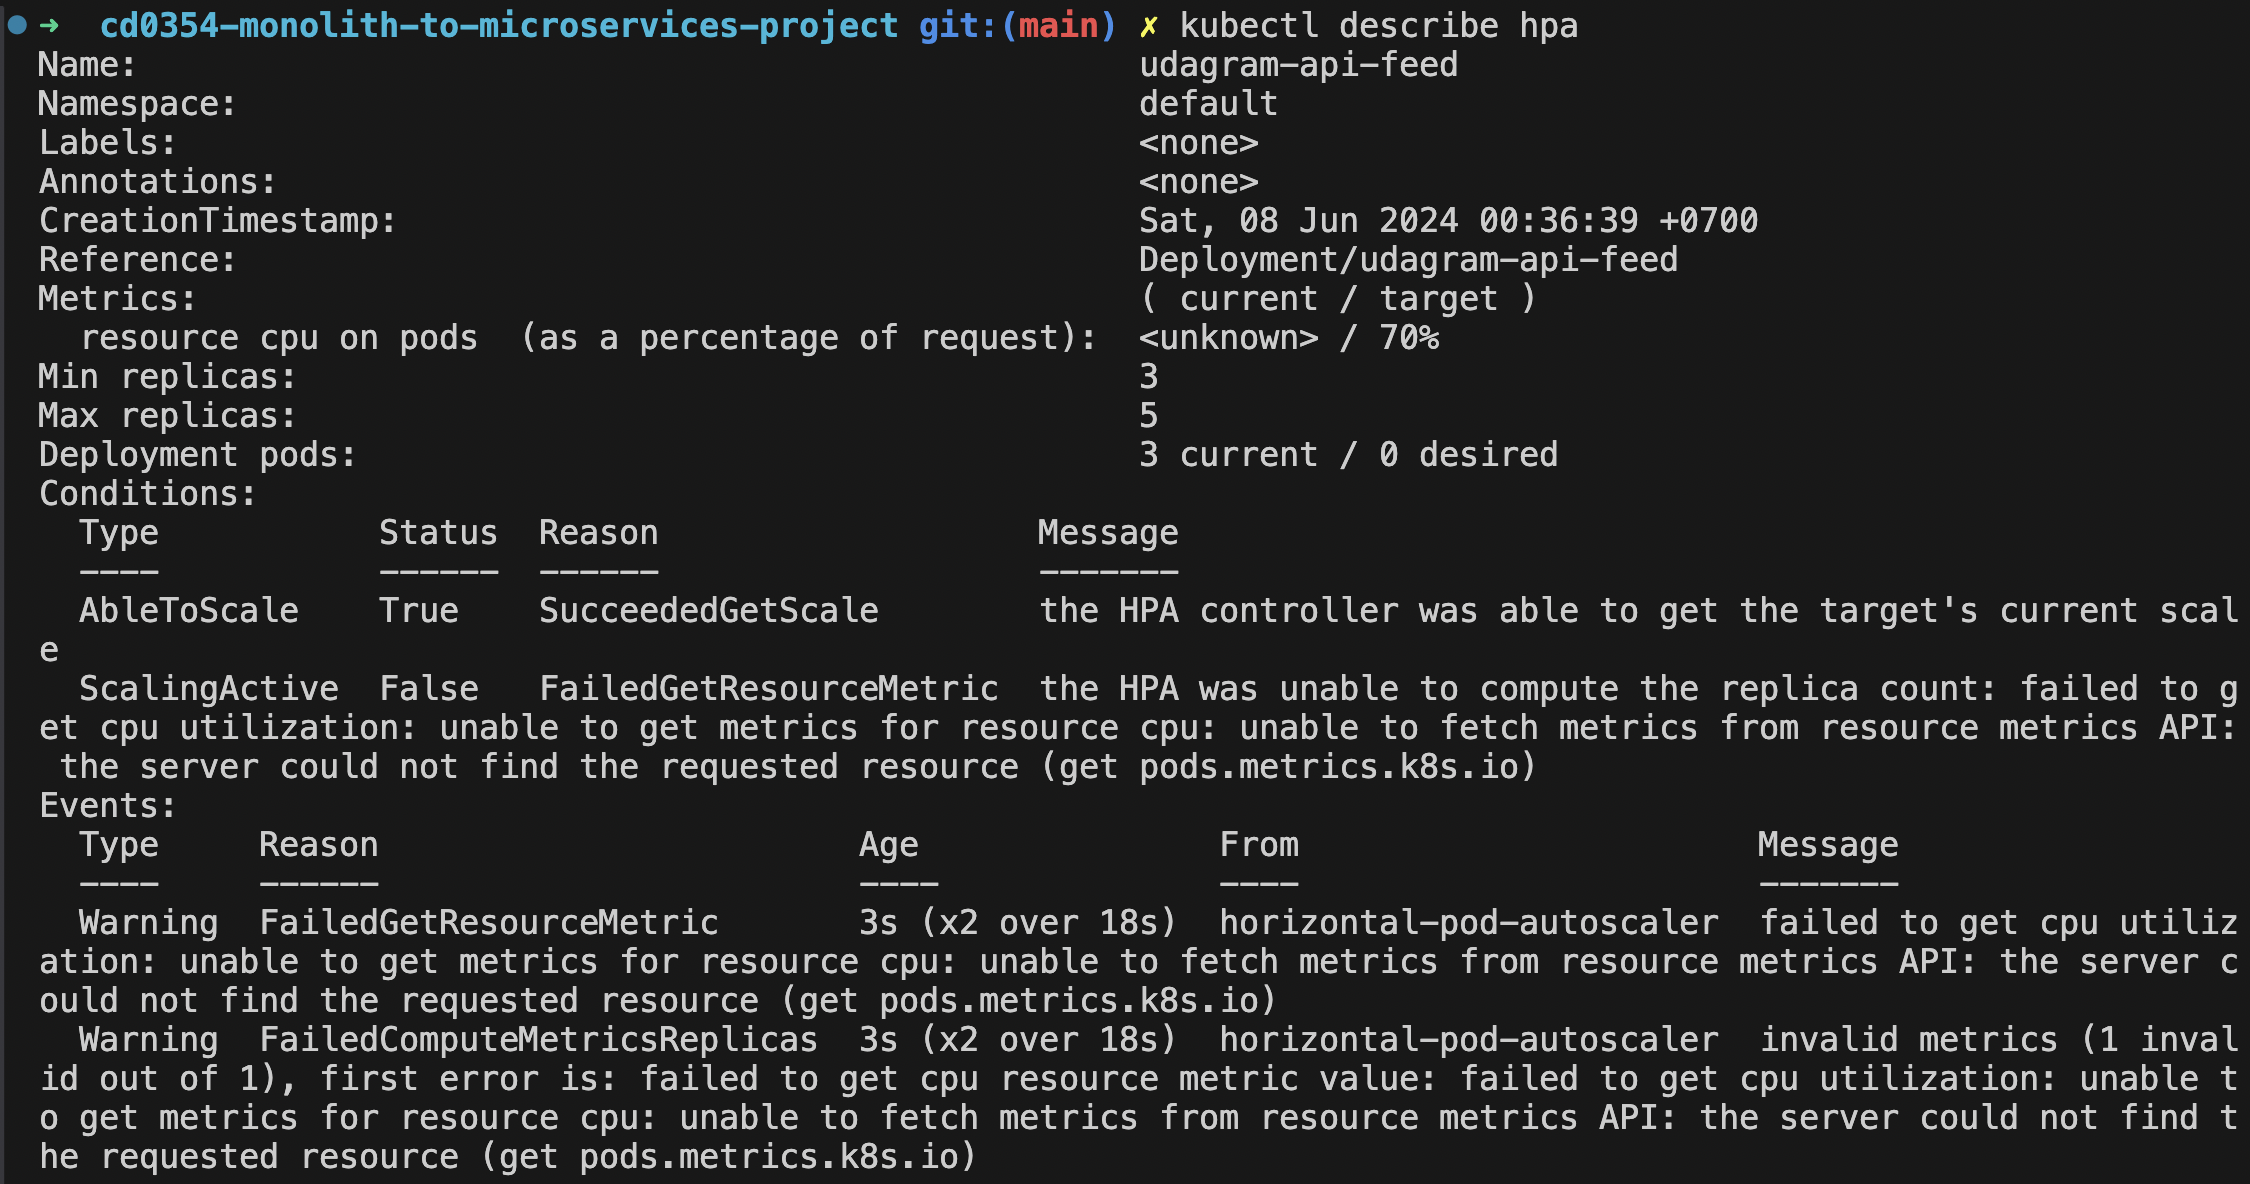 ➜  cd0354-monolith-to-microservices-project git:(main) ✗ kubectl describe hpa
Name:                                                  udagram-api-feed
Namespace:                                             default
Labels:                                                <none>
Annotations:                                           <none>
CreationTimestamp:                                     Sat, 08 Jun 2024 00:36:39 +0700
Reference:                                             Deployment/udagram-api-feed
Metrics:                                               ( current / target )
  resource cpu on pods  (as a percentage of request):  <unknown> / 70%
Min replicas:                                          3
Max replicas:                                          5
Deployment pods:                                       3 current / 0 desired
Conditions:
  Type           Status  Reason                   Message
  ----           ------  ------                   -------
  AbleToScale    True    SucceededGetScale        the HPA controller was able to get the target's current scal
e
  ScalingActive  False   FailedGetResourceMetric  the HPA was unable to compute the replica count: failed to g
et cpu utilization: unable to get metrics for resource cpu: unable to fetch metrics from resource metrics API:
 the server could not find the requested resource (get pods.metrics.k8s.io)
Events:
  Type     Reason                        Age               From                       Message
  ----     ------                        ----              ----                       -------
  Warning  FailedGetResourceMetric       3s (x2 over 18s)  horizontal-pod-autoscaler  failed to get cpu utiliz
ation: unable to get metrics for resource cpu: unable to fetch metrics from resource metrics API: the server c
ould not find the requested resource (get pods.metrics.k8s.io)
  Warning  FailedComputeMetricsReplicas  3s (x2 over 18s)  horizontal-pod-autoscaler  invalid metrics (1 inval
id out of 1), first error is: failed to get cpu resource metric value: failed to get cpu utilization: unable t
o get metrics for resource cpu: unable to fetch metrics from resource metrics API: the server could not find t
he requested resource (get pods.metrics.k8s.io)